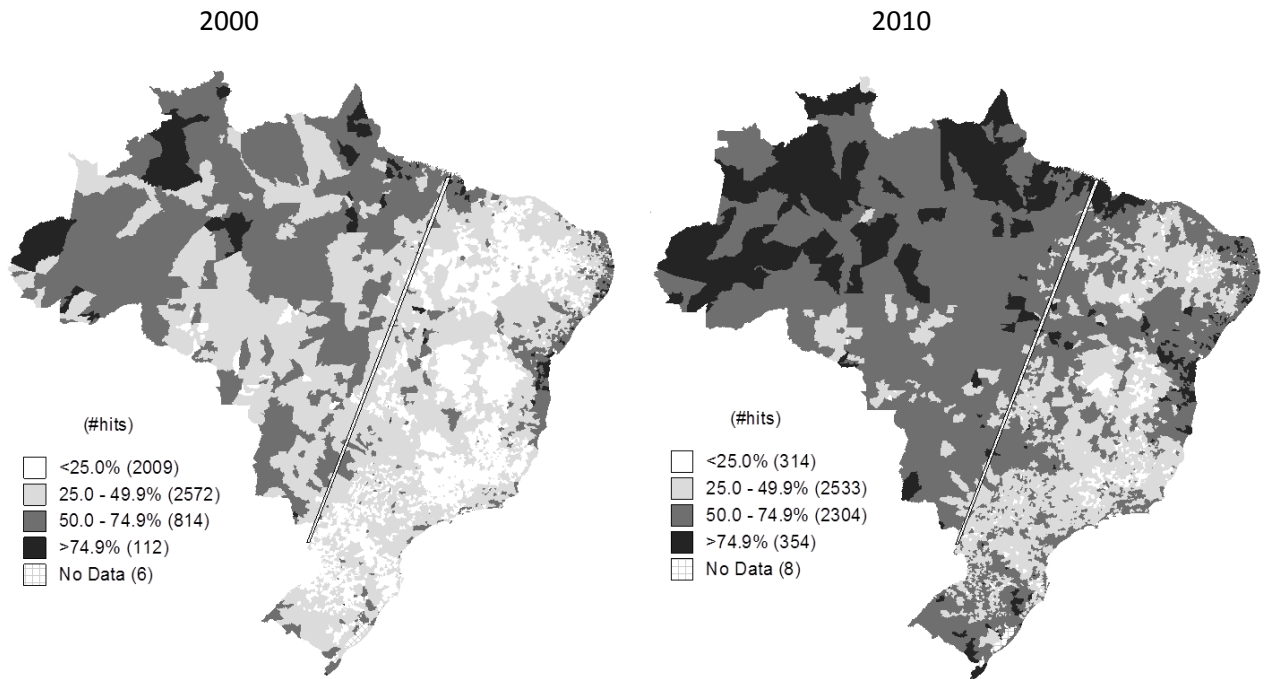 2000
2010
(#hits)
<25.0% (2009)
25.0 - 49.9% (2572)
50.0 - 74.9% (814)
>74.9% (112)
No Data (6)
(#hits)
<25.0% (314)
25.0 - 49.9% (2533)
50.0 - 74.9% (2304)
>74.9% (354)
No Data (8)